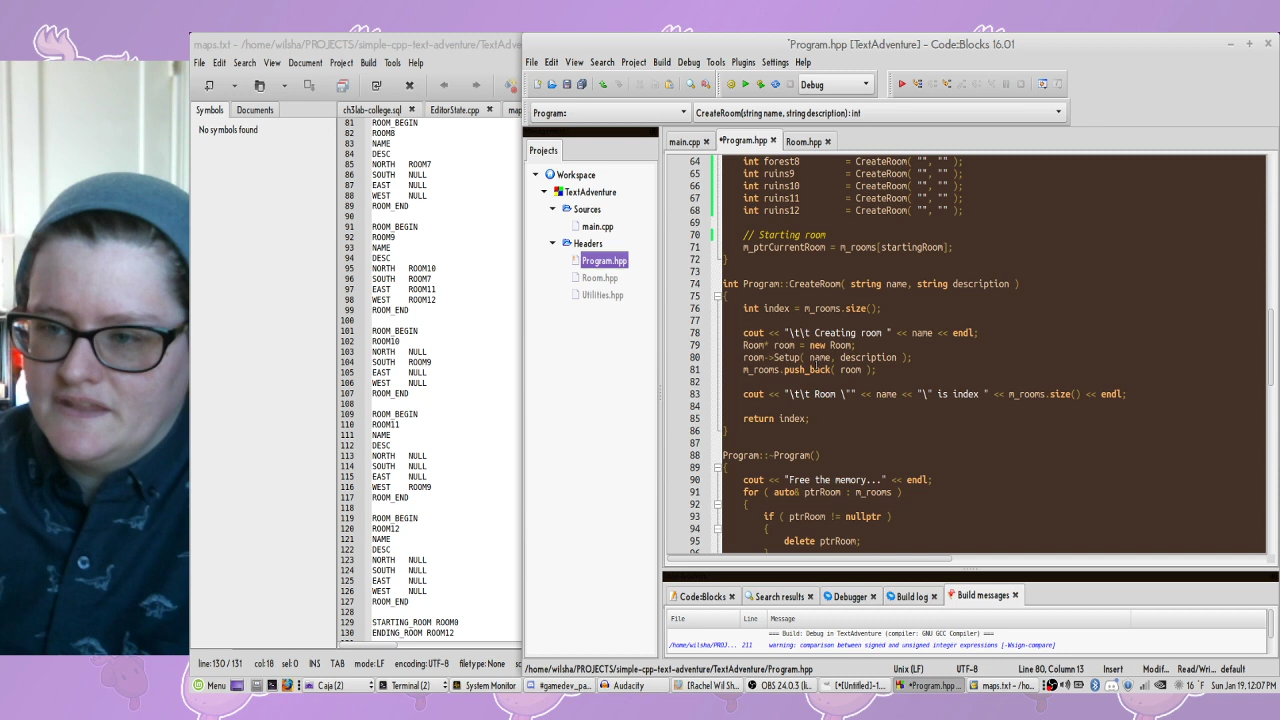 maps.txt – /home/wilsha/PROJECTS/simple-cpp-text-adventure/TextAdv
File Edit Search View Document Project Build Tools Help
Symbols Documents
No symbols found
ch3lab-college.sql EditorState.cpp
81 ROOM_BEGIN
82 ROOM8
83 NAME
84 DESC
85 NORTH ROOM7
86 SOUTH NULL
87 EAST NULL
88 WEST NULL
89 ROOM_END
90
91 ROOM_BEGIN
92 ROOM9
93 NAME
94 DESC
95 NORTH ROOM10
96 SOUTH ROOM7
97 EAST ROOM11
98 WEST ROOM12
99 ROOM_END
100
101 ROOM_BEGIN
102 ROOM10
103 NORTH NULL
104 SOUTH ROOM9
105 EAST NULL
106 WEST NULL
107 ROOM_END
108
109 ROOM_BEGIN
110 ROOM11
111 NAME
112 DESC
113 NORTH NULL
114 SOUTH NULL
115 EAST NULL
116 WEST ROOM9
117 ROOM_END
118
119 ROOM_BEGIN
120 ROOM12
121 NAME
122 DESC
123 NORTH NULL
124 SOUTH NULL
125 EAST NULL
126 WEST NULL
127 ROOM_END
128
129 STARTING_ROOM ROOM0
130 ENDING_ROOM ROOM12
line: 130 / 131 col: 18 sel: 0 INS TAB mode: LF encoding: UTF-8 filetype: None
*Program.hpp [TextAdventure] - Code::Blocks 16.01
File Edit View Search Project Build Debug Tools Plugins Settings Help
Debug
Program:: CreateRoom(string name, string description) : int
Projects
Workspace
TextAdventure
Sources
main.cpp
Headers
Program.hpp
Room.hpp
Utilities.hpp
main.cpp *Program.hpp Room.hpp
64 int forest8 = CreateRoom( "", "" );
65 int ruins9 = CreateRoom( "", "" );
66 int ruins10 = CreateRoom( "", "" );
67 int ruins11 = CreateRoom( "", "" );
68 int ruins12 = CreateRoom( "", "" );
69
70 // Starting room
71 m_ptrCurrentRoom = m_rooms[startingRoom];
72 }
73
74 int Program::CreateRoom( string name, string description )
75 {
76 int index = m_rooms.size();
77
78 cout << "\t\t Creating room " << name << endl;
79 Room* room = new Room;
80 room->Setup( name, description );
81 m_rooms.push_back( room );
82
83 cout << "\t\t Room \"" << name << "\" is index " << m_rooms.size() << endl;
84
85 return index;
86 }
87
88 Program::~Program()
89 {
90 cout << "Free the memory..." << endl;
91 for ( auto& ptrRoom : m_rooms )
92 {
93 if ( ptrRoom != nullptr )
94 {
95 delete ptrRoom;
Code::Blocks Search results Debugger Build log Build messages
File Line Message
=== Build: Debug in TextAdventure (compiler: GNU GCC Compiler) ===
/home/wilsha/PROJ... 211 warning: comparison between signed and unsigned integer expressions [-Wsign-compare]
/home/wilsha/PROJECTS/simple-cpp-text-adventure/TextAdventure/Program.hpp Unix (LF) UTF-8 Line 80, Column 13 Insert Modif... Read/Wri... default
Menu Caja (2) Terminal (2) System Monitor #gamedev_pa... Audacity [Rachel Wil Sh... OBS 24.0.3 (... [*[Untitled]-1... *Program.hpp... maps.txt – /ho... 16 °F Sun Jan 19, 12:07 PM